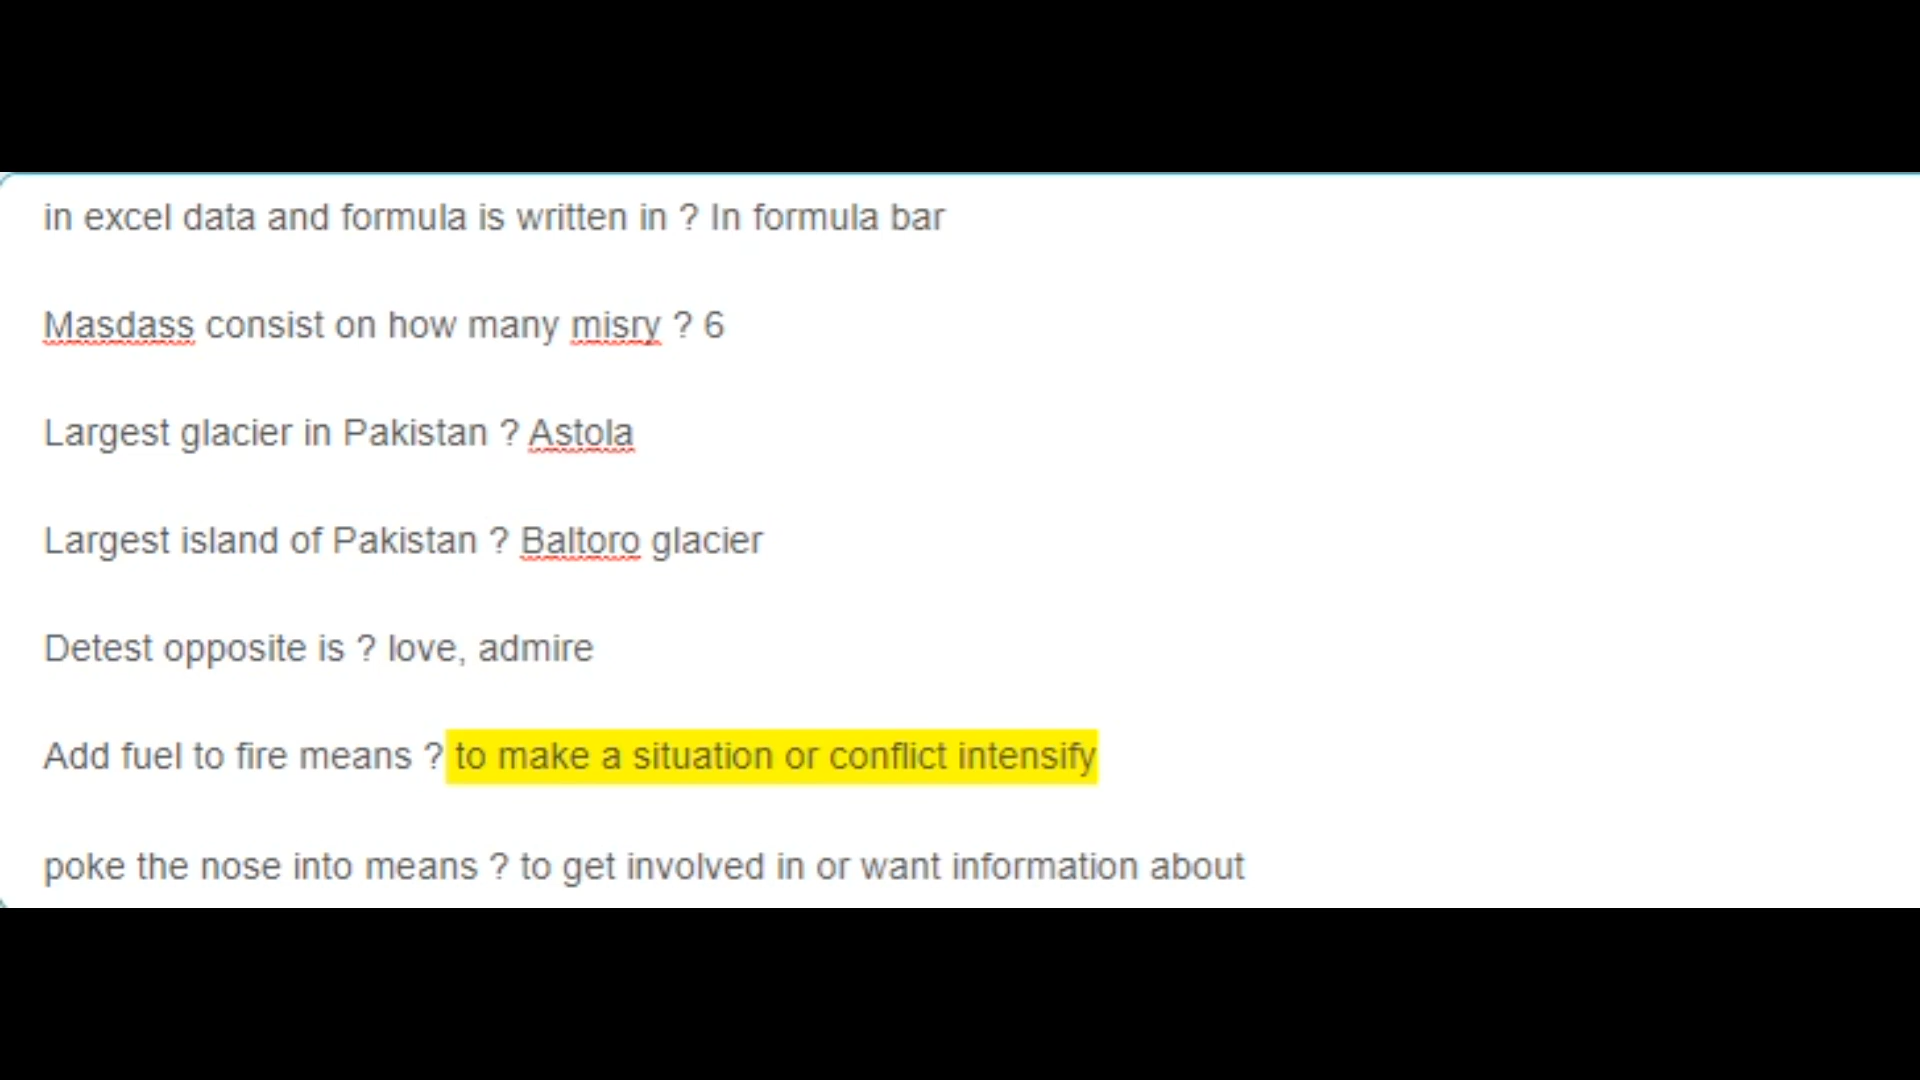 in excel data and formula is written in ? In formula bar
Masdass consist on how many misry ? 6
Largest glacier in Pakistan ? Astola
Largest island of Pakistan ? Baltoro glacier
Detest opposite is ? love, admire
Add fuel to fire means ? to make a situation or conflict intensify
poke the nose into means ? to get involved in or want information about